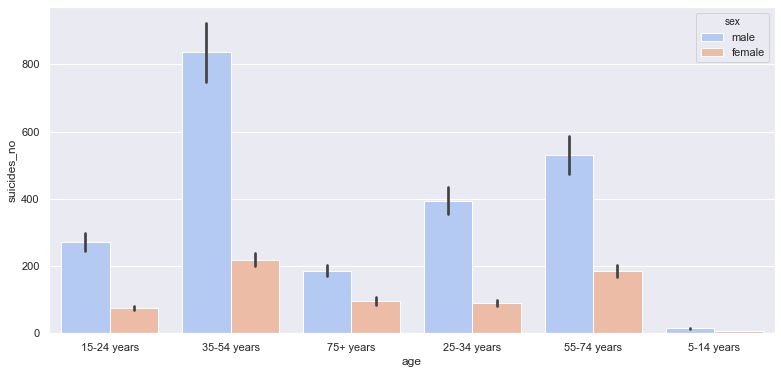 sex
male
female
800
600
400
200
0
suicides_no
15-24 years
35-54 years
75+ years
25-34 years
55-74 years
5-14 years
age